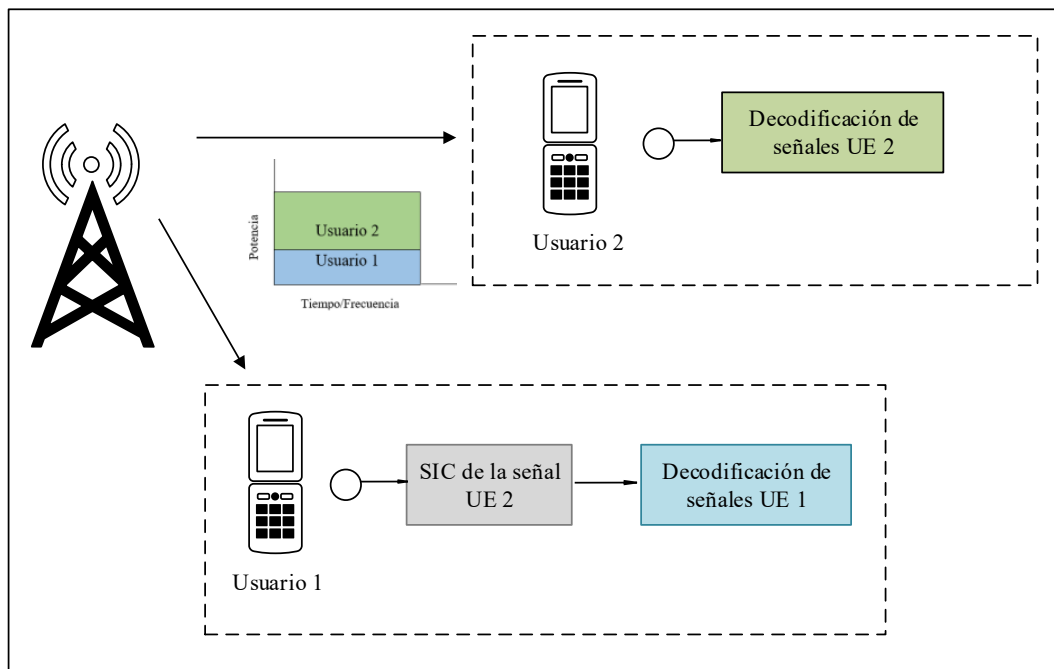 Decodificación de
señales UE 2
Usuario 2
Potencia
Usuario 2
Usuario 1
Tiempo/Frecuencia
SIC de la señal
UE 2
Decodificación de
señales UE 1
Usuario 1